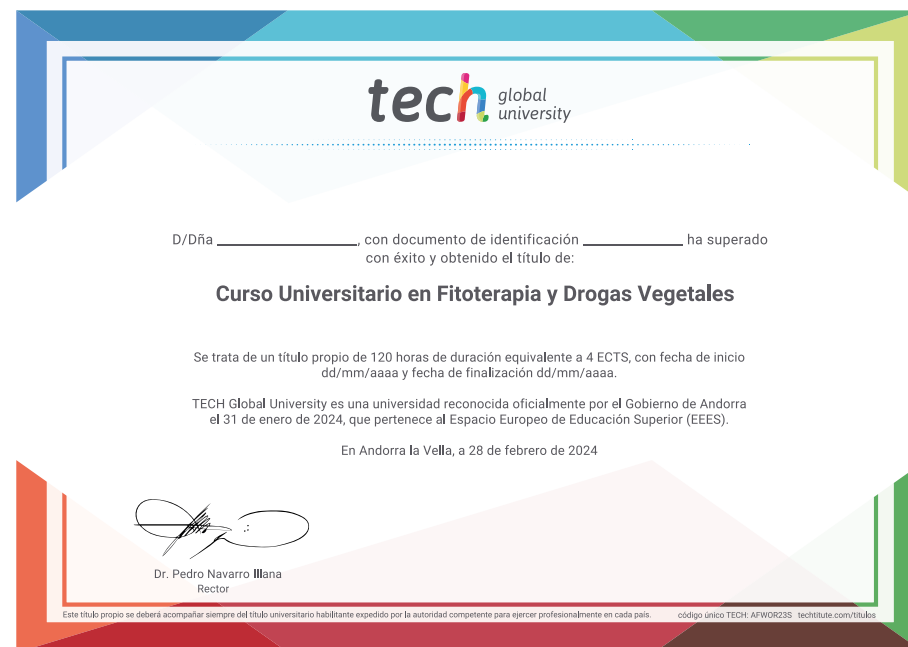 tech global university
D/Dña ____________________, con documento de identificación ______________ ha superado
con éxito y obtenido el título de:
Curso Universitario en Fitoterapia y Drogas Vegetales
Se trata de un título propio de 120 horas de duración equivalente a 4 ECTS, con fecha de inicio
dd/mm/aaaa y fecha de finalización dd/mm/aaaa.
TECH Global University es una universidad reconocida oficialmente por el Gobierno de Andorra
el 31 de enero de 2024, que pertenece al Espacio Europeo de Educación Superior (EEES).
En Andorra la Vella, a 28 de febrero de 2024
Dr. Pedro Navarro Illana
Rector
Este título propio se deberá acompañar siempre del título universitario habilitante expedido por la autoridad competente para ejercer profesionalmente en cada país.
código único TECH: AFWOR23S techtitute.com/titulos